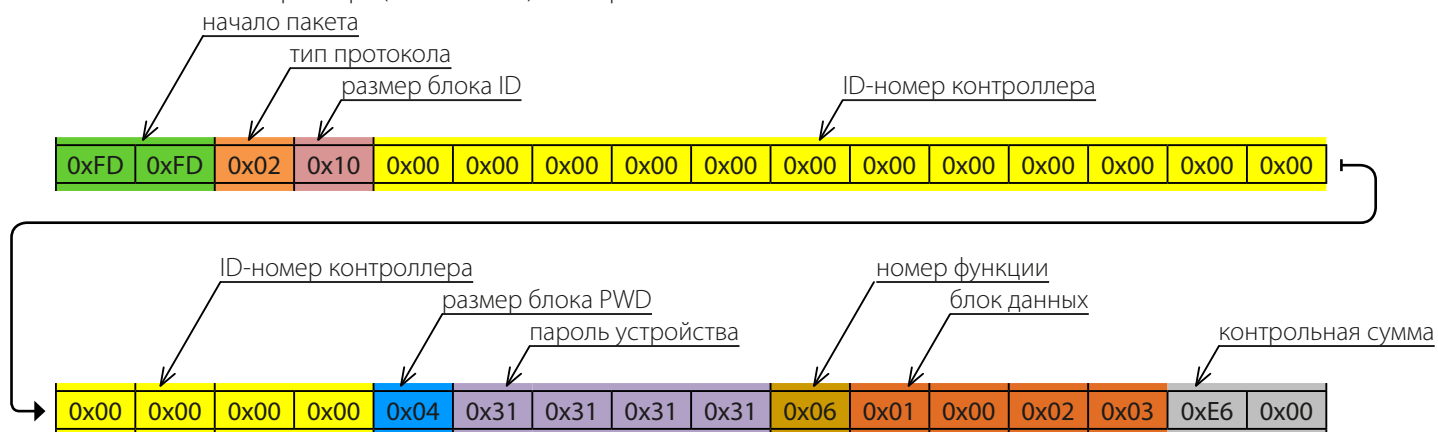 начало пакета
тип протокола
размер блока ID
ID-номер контроллера
0xFD 0xFD 0x02 0x10 0x00 0x00 0x00 0x00 0x00 0x00 0x00 0x00 0x00 0x00 0x00 0x00
ID-номер контроллера
номер функции
размер блока PWD
блок данных
пароль устройства
контрольная сумма
0x00 0x00 0x00 0x00 0x04 0x31 0x31 0x31 0x31 0x06 0x01 0x00 0x02 0x03 0xE6 0x00